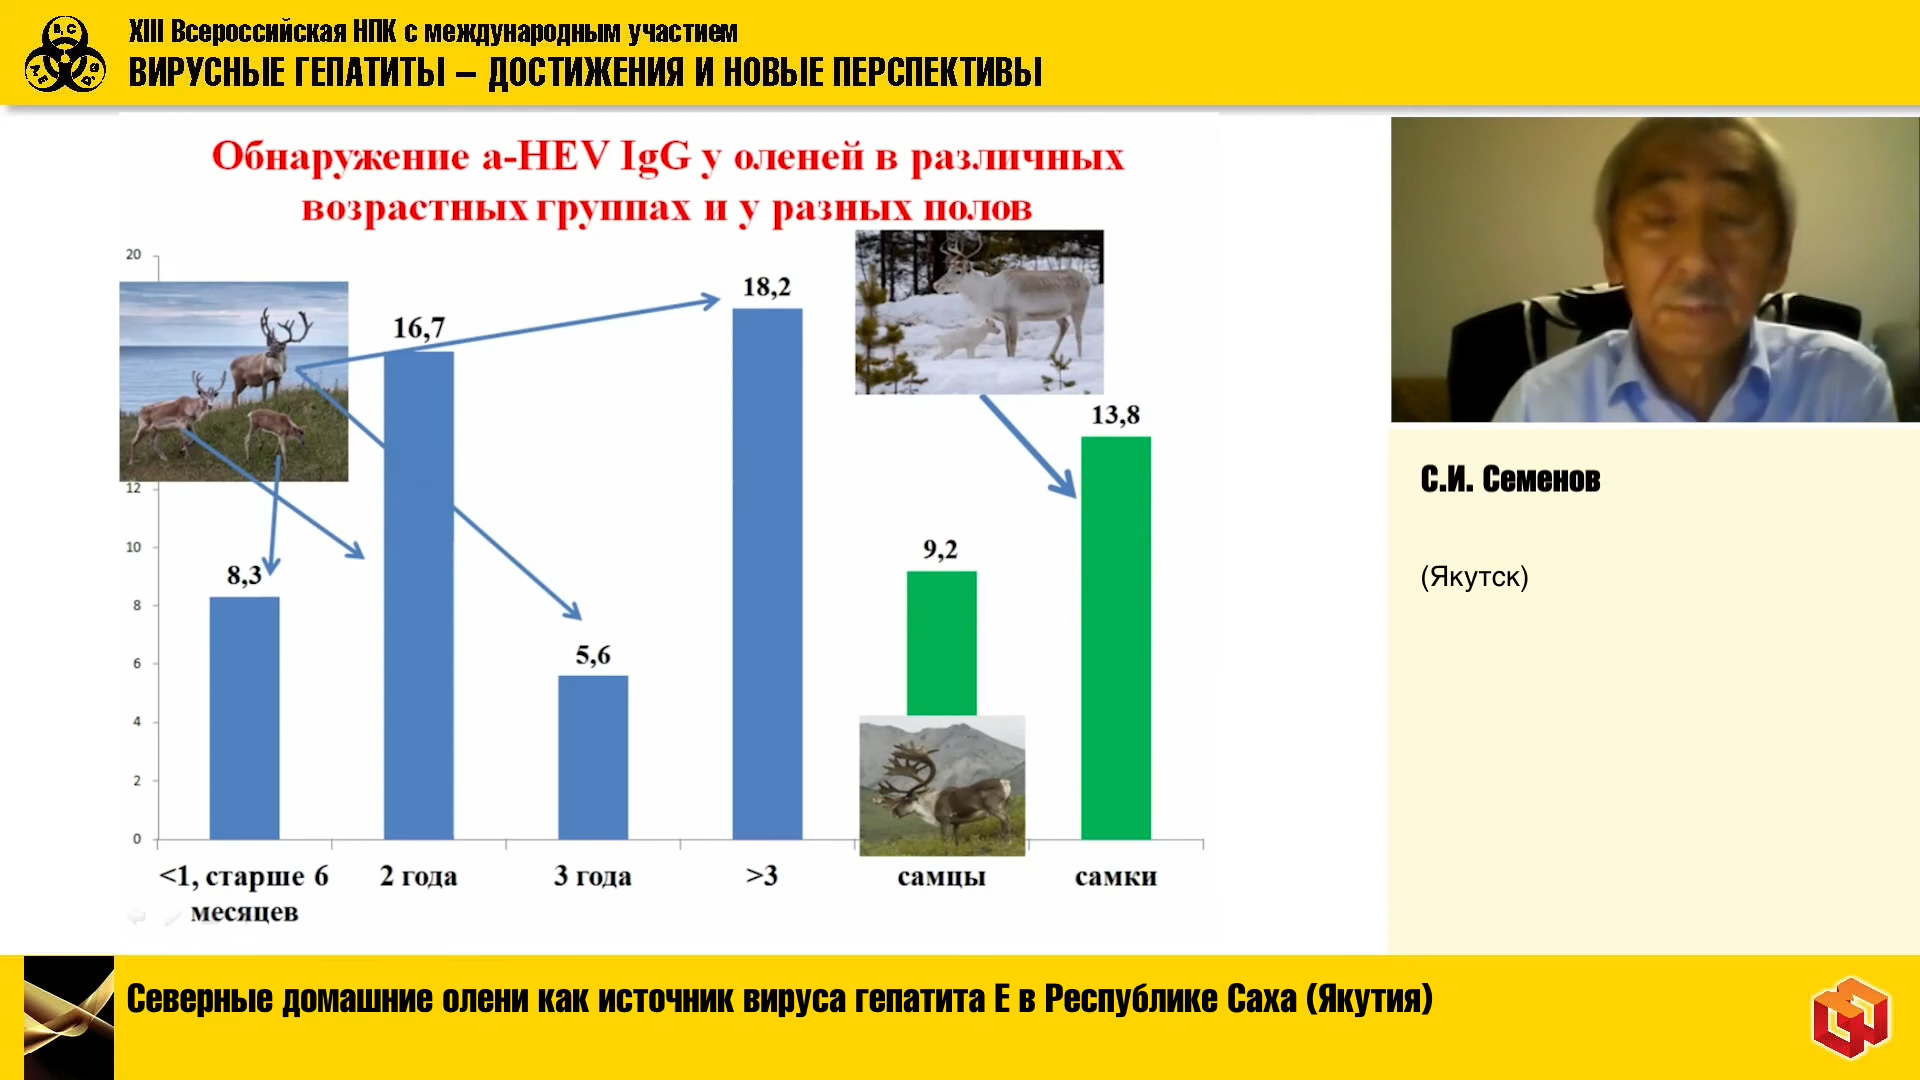 XIII Всероссийская НПК с международным участием
ВИРУСНЫЕ ГЕПАТИТЫ – ДОСТИЖЕНИЯ И НОВЫЕ ПЕРСПЕКТИВЫ
Обнаружение a-HEV IgG у оленей в различных
возрастных группах и у разных полов
20
12
10
8
6
4
2
0
8,3
16,7
5,6
18,2
9,2
13,8
<1, старше 6
месяцев
2 года
3 года
>3
самцы
самки
С.И. Семенов
(Якутск)
Северные домашние олени как источник вируса гепатита Е в Республике Саха (Якутия)